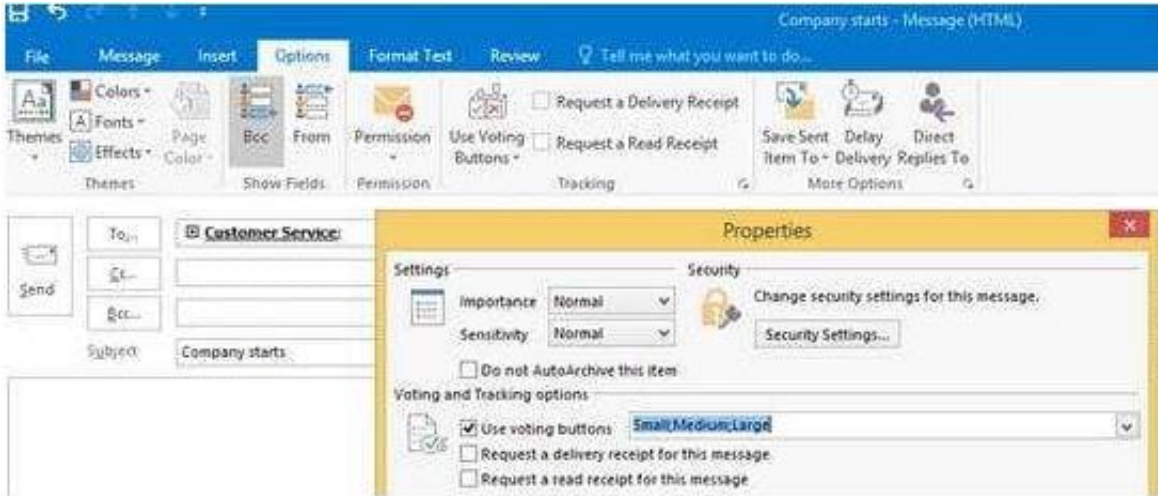 Company starts - Message (HTML)
File Message Insert Options Format Text Review Tell me what you want to do...
Aa
Themes
Colors
A Fonts
Effects
Page Color
Bcc
From
Permission
Use Voting Buttons
Request a Delivery Receipt
Request a Read Receipt
Save Sent Item To
Delay Delivery
Direct Replies To
Themes Show Fields Permission Tracking More Options
Send
To...
Customer Service;
Cc...
Bcc...
Subject
Company starts
Properties
Settings
Importance Normal
Sensitivity Normal
Do not AutoArchive this item
Security
Change security settings for this message.
Security Settings...
Voting and Tracking options
Use voting buttons Small;Medium;Large
Request a delivery receipt for this message
Request a read receipt for this message